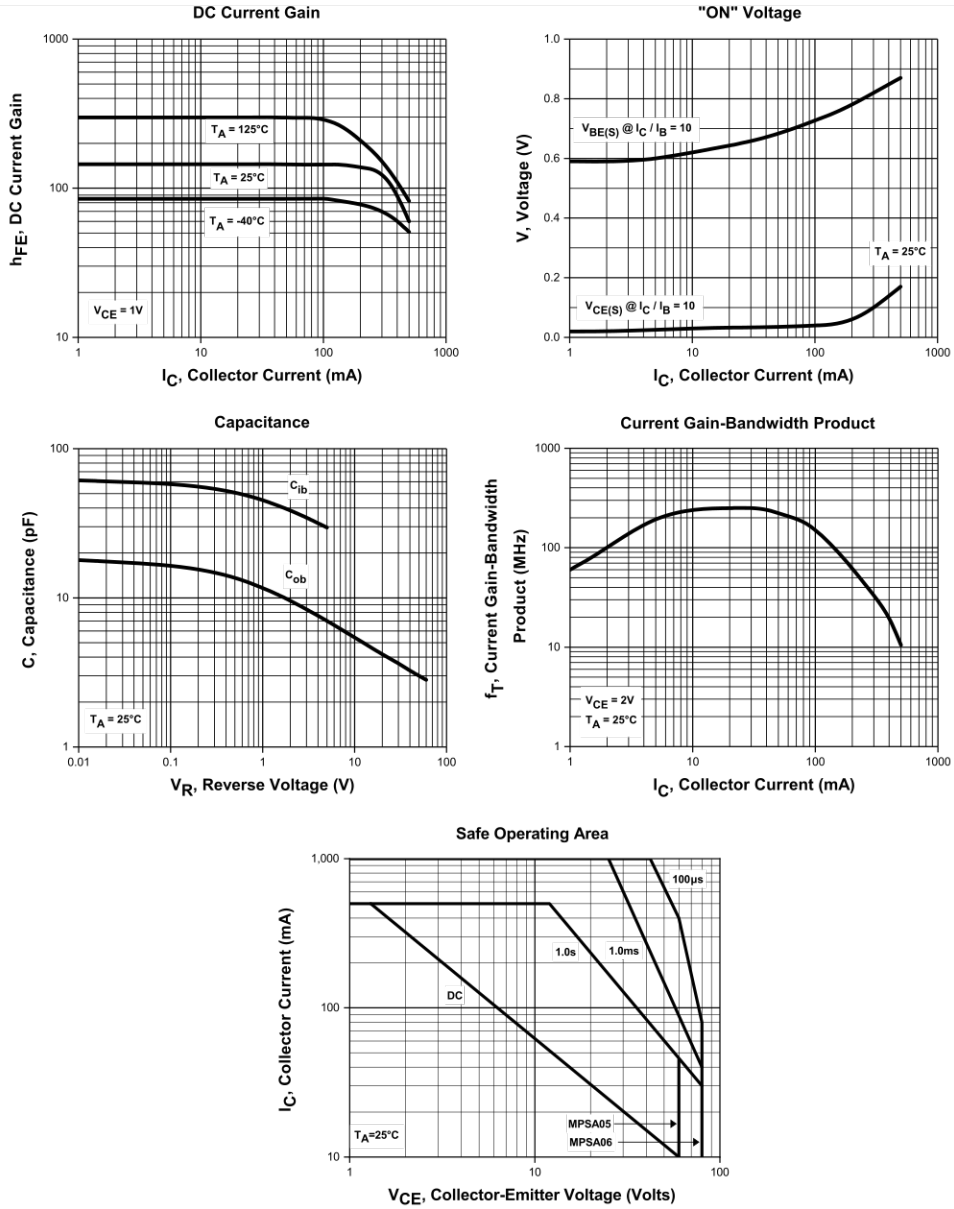 DC Current Gain
1000
100
10
1
10
100
1000
hFE, DC Current Gain
TA = 125°C
TA = 25°C
TA = -40°C
VCE = 1V
IC, Collector Current (mA)
"ON" Voltage
1.0
0.8
0.6
0.4
0.2
0.0
1
10
100
1000
V, Voltage (V)
VBE(S) @ IC / IB = 10
TA = 25°C
VCE(S) @ IC / IB = 10
IC, Collector Current (mA)
Capacitance
100
10
1
0.01
0.1
1
10
100
C, Capacitance (pF)
Cib
Cob
TA = 25°C
VR, Reverse Voltage (V)
Current Gain-Bandwidth Product
1000
100
10
1
1
10
100
1000
fT, Current Gain-Bandwidth
Product (MHz)
VCE = 2V
TA = 25°C
IC, Collector Current (mA)
Safe Operating Area
1,000
100
10
1
10
100
IC, Collector Current (mA)
100µs
1.0s
1.0ms
DC
MPSA05
MPSA06
TA=25°C
VCE, Collector-Emitter Voltage (Volts)